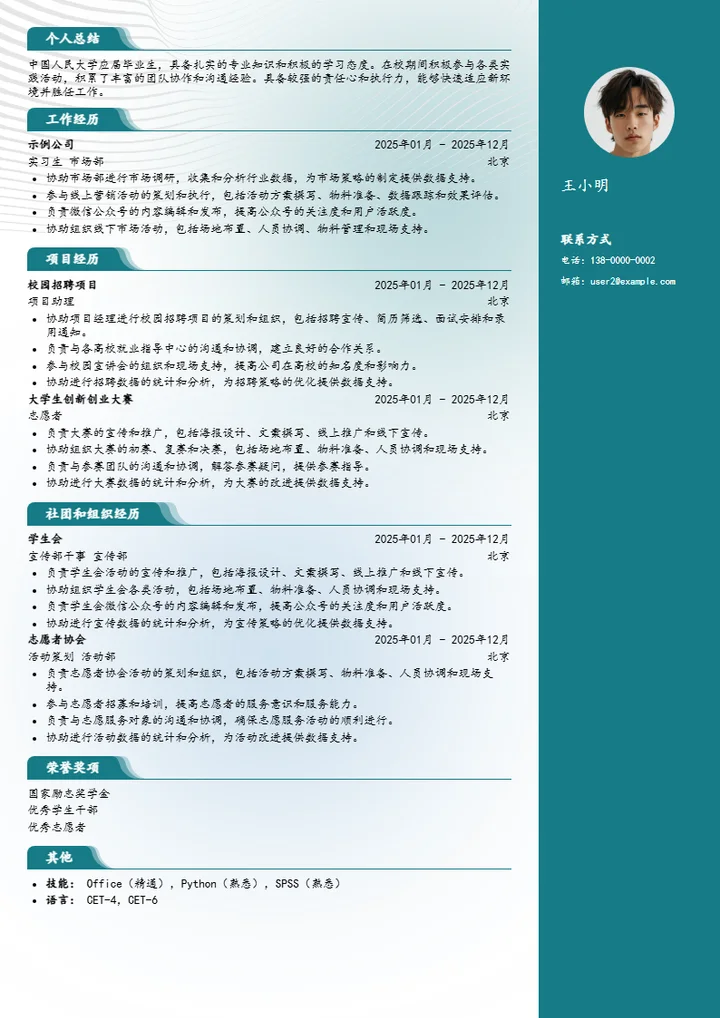 个人总结
中国人民大学应届毕业生，具备扎实的专业知识和积极的学习态度。在校期间积极参与各类实
践活动，积累了丰富的团队协作和沟通经验。具备较强的责任心和执行力，能够快速适应新环
境并胜任工作。
工作经历
示例公司 2025年01月 - 2025年12月
实习生 市场部 北京
• 协助市场部进行市场调研，收集和分析行业数据，为市场策略的制定提供数据支持。
• 参与线上营销活动的策划和执行，包括活动方案撰写、物料准备、数据跟踪和效果评估。
• 负责微信公众号的内容编辑和发布，提高公众号的关注度和用户活跃度。
• 协助组织线下市场活动，包括场地布置、人员协调、物料管理和现场支持。
项目经历
校园招聘项目 2025年01月 - 2025年12月
项目助理 北京
• 协助项目经理进行校园招聘项目的策划和组织，包括招聘宣传、简历筛选、面试安排和录
用通知。
• 负责与各高校就业指导中心的沟通和协调，建立良好的合作关系。
• 参与校园宣讲会的组织和现场支持，提高公司在高校的知名度和影响力。
• 协助进行招聘数据的统计和分析，为招聘策略的优化提供数据支持。
大学生创新创业大赛 2025年01月 - 2025年12月
志愿者 北京
• 负责大赛的宣传和推广，包括海报设计、文案撰写、线上推广和线下宣传。
• 协助组织大赛的初赛、复赛和决赛，包括场地布置、物料准备、人员协调和现场支持。
• 负责与参赛团队的沟通和协调，解答参赛疑问，提供参赛指导。
• 协助进行大赛数据的统计和分析，为大赛的改进提供数据支持。
社团和组织经历
学生会 2025年01月 - 2025年12月
宣传部干事 宣传部 北京
• 负责学生会活动的宣传和推广，包括海报设计、文案撰写、线上推广和线下宣传。
• 协助组织学生会各类活动，包括场地布置、物料准备、人员协调和现场支持。
• 负责学生会微信公众号的内容编辑和发布，提高公众号的关注度和用户活跃度。
• 协助进行宣传数据的统计和分析，为宣传策略的优化提供数据支持。
志愿者协会 2025年01月 - 2025年12月
活动策划 活动部 北京
• 负责志愿者协会活动的策划和组织，包括活动方案撰写、物料准备、人员协调和现场支
持。
• 参与志愿者招募和培训，提高志愿者的服务意识和服务能力。
• 负责与志愿服务对象的沟通和协调，确保志愿服务活动的顺利进行。
• 协助进行活动数据的统计和分析，为活动改进提供数据支持。
荣誉奖项
国家励志奖学金
优秀学生干部
优秀志愿者
其他
• 技能： Office（精通），Python（熟悉），SPSS（熟悉）
• 语言： CET-4，CET-6
王小明
联系方式
电话：138-0000-0002
邮箱：user2@example.com